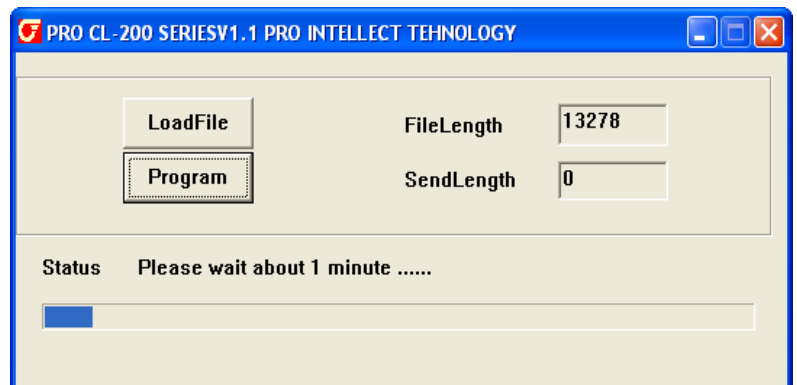 PRO CL-200 SERIESV1.1 PRO INTELLECT TEHNOLOGY
LoadFile
FileLength 13278
Program
SendLength 0
Status Please wait about 1 minute ......